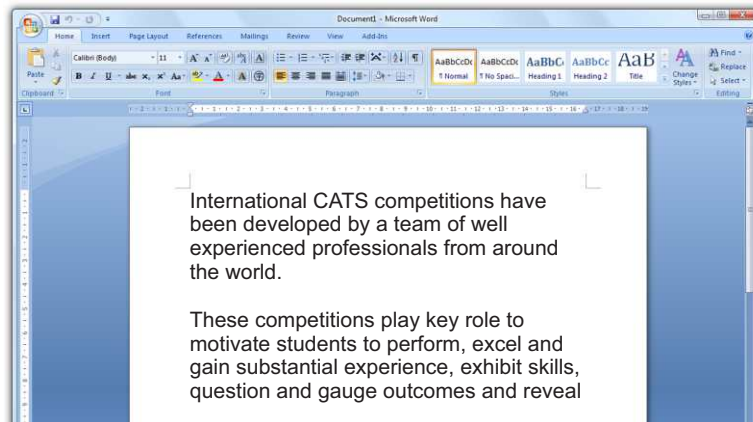 Document1 - Microsoft Word
Home Insert Page Layout References Mailings Review View Add-Ins
Calibri (Body) 11
Paste
B I U
Clipboard Font Paragraph Styles Editing
AaBbCcDc AaBbCcDc AaBbC AaBbCc AaB
¶ Normal ¶ No Spaci... Heading 1 Heading 2 Title
Change Styles
Find
Replace
Select
International CATS competitions have
been developed by a team of well
experienced professionals from around
the world.
These competitions play key role to
motivate students to perform, excel and
gain substantial experience, exhibit skills,
question and gauge outcomes and reveal